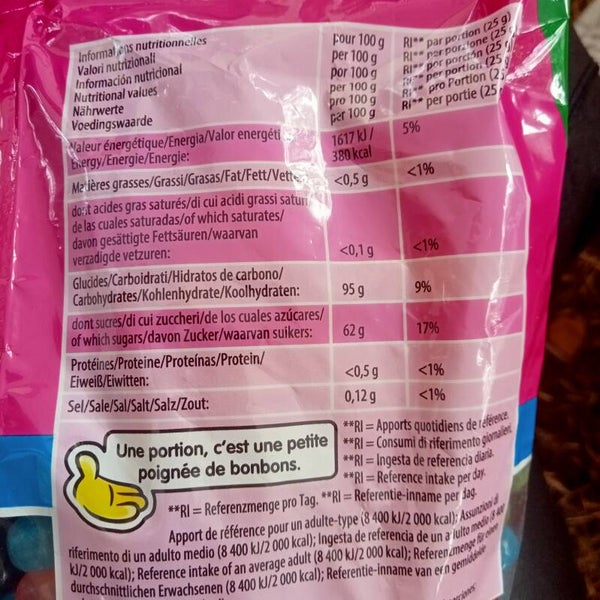 Informations nutritionnelles
Valori nutrizionali
Información nutricional
Nutritional values
Nährwerte
Voedingswaarde
Pour 100 g
per 100 g
por 100 g
per 100 g
pro 100 g
per 100 g
RI** par portion (25 g)
RI** per porzione (25 g)
RI** por porción (25 g)
RI** per portion (25
RI** pro Portion (25
RI** per portie (25
Valeur énergétique/Energia/Valor energéti
Energy/Energie/Energie:
1617 kJ /
380 kcal
5%
Matières grasses/Grassi/Grasas/Fat/Fett/Vette
<0,5 g
<1%
dont acides gras saturés/di cui acidi grassi saturi
de las cuales saturadas/of which saturates/
davon gesättigte Fettsäuren/waarvan
verzadigde vetzuren:
<0,1 g
<1%
Glucides/Carboidrati/Hidratos de carbono/
Carbohydrates/Kohlenhydrate/Koolhydraten:
95 g
9%
dont sucres/di cui zuccheri/de los cuales azúcares/
of which sugars/davon Zucker/waarvan suikers:
62 g
17%
Protéines/Proteine/Proteínas/Protein/
Eiweiß/Eiwitten:
<0,5 g
<1%
Sel/Sale/Sal/Salt/Salz/Zout:
0,12 g
<1%
Une portion, c'est une petite
poignée de bonbons.
**RI = Apports quotidiens de référence.
**RI = Consumi di riferimento giornalieri.
**RI = Ingesta de referencia diaria.
**RI = Reference intake per day.
**RI = Referenzmenge pro Tag. **RI = Referentie-inname per dag.
Apport de référence pour un adulte-type (8 400 kJ/2 000 kcal); Assunzioni di
riferimento di un adulto medio (8 400 kJ/2 000 kcal); Ingesta de referencia de un adulto medio (8 400
kJ/2 000 kcal); Reference intake of an average adult (8 400 kJ/2 000 kcal); Referenzmenge für einen
durchschnittlichen Erwachsenen (8 400 kJ/2 000 kcal); Referentie-inname van een gemiddelde